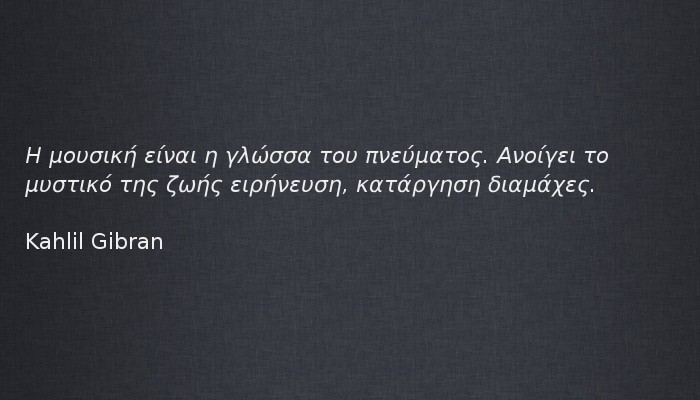 Η μουσική είναι η γλώσσα του πνεύματος. Ανοίγει το
μυστικό της ζωής ειρήνευση, κατάργηση διαμάχες.
Kahlil Gibran